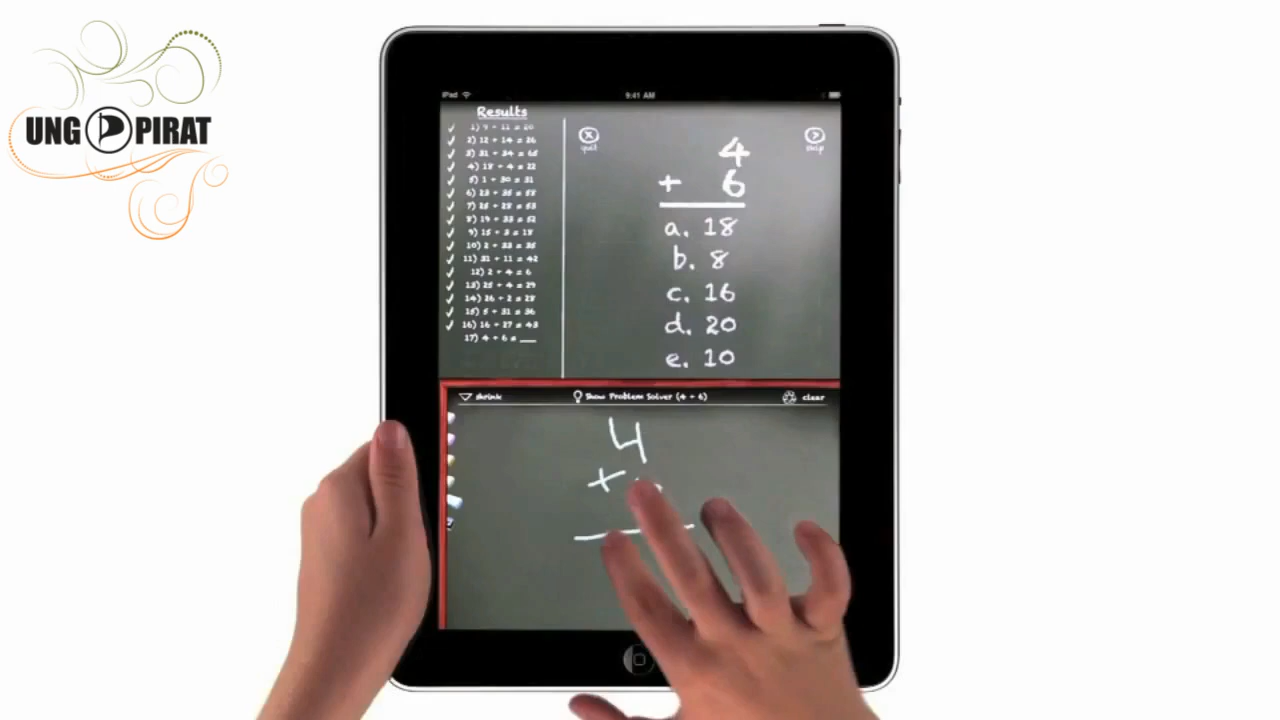 UNG PIRAT
iPad
9:41 AM
Results
1) 9 + 11 = 20
2) 12 + 14 = 26
3) 31 + 34 = 65
4) 18 + 4 = 22
5) 1 + 30 = 31
6) 23 + 35 = 58
7) 25 + 28 = 53
8) 19 + 33 = 52
9) 15 + 3 = 18
10) 2 + 33 = 35
11) 31 + 11 = 42
12) 2 + 4 = 6
13) 25 + 4 = 29
14) 26 + 2 = 28
15) 5 + 31 = 36
16) 16 + 27 = 43
17) 4 + 6 = __
quit
skip
4
+ 6
a. 18
b. 8
c. 16
d. 20
e. 10
shrink
Show Problem Solver (4 + 6)
clear
4
+